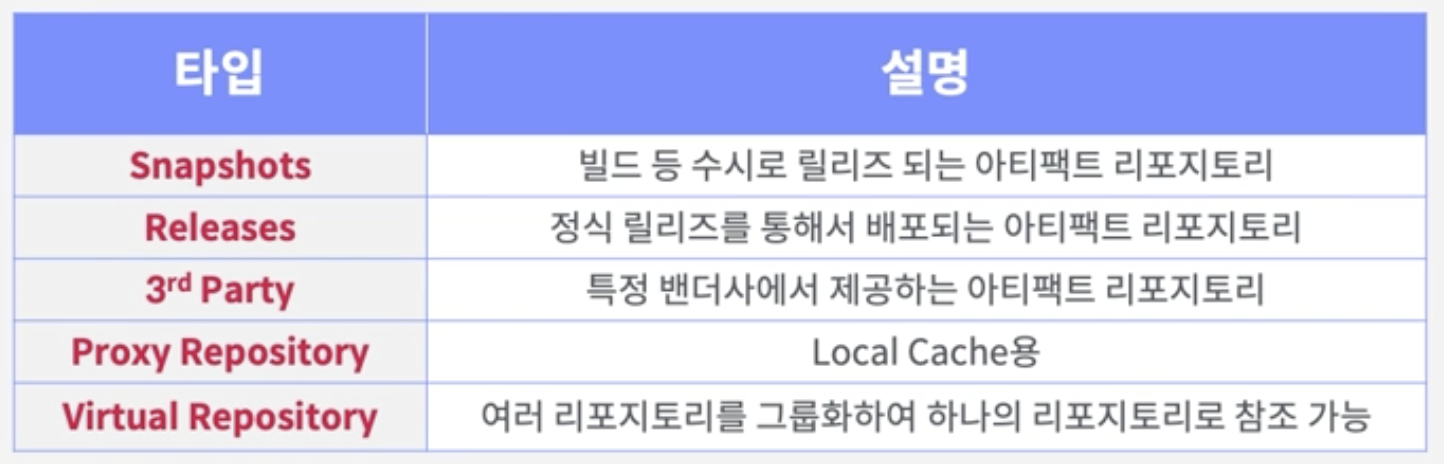 타입 설명
Snapshots 빌드 등 수시로 릴리즈 되는 아티팩트 리포지토리
Releases 정식 릴리즈를 통해서 배포되는 아티팩트 리포지토리
3rd Party 특정 밴더사에서 제공하는 아티팩트 리포지토리
Proxy Repository Local Cache용
Virtual Repository 여러 리포지토리를 그룹화하여 하나의 리포지토리로 참조 가능